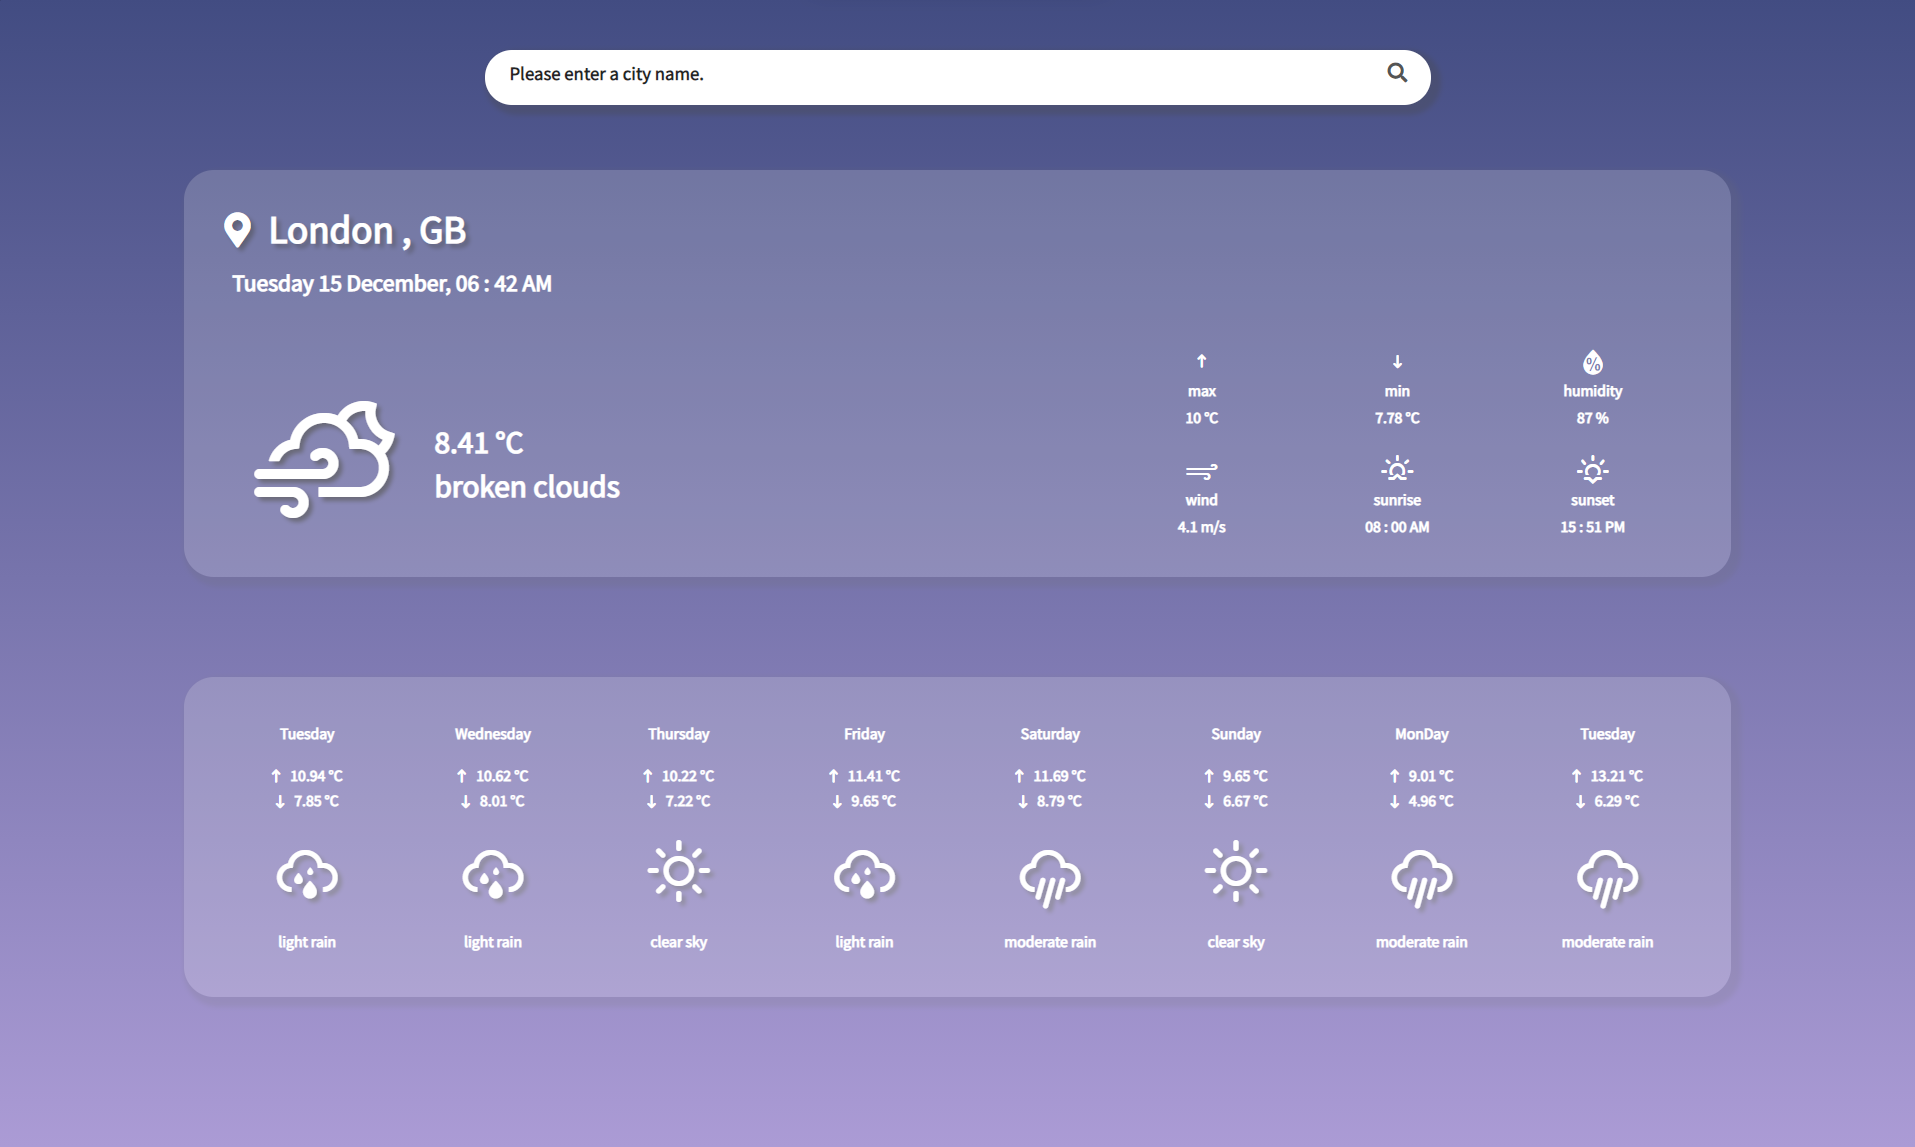 Please enter a city name.
London , GB
Tuesday 15 December, 06 : 42 AM
8.41 °C
broken clouds
↑ ↓ %
max min humidity
10 °C 7.78 °C 87 %
wind sunrise sunset
4.1 m/s 08 : 00 AM 15 : 51 PM
Tuesday Wednesday Thursday Friday Saturday Sunday MonDay Tuesday
↑ 10.94 °C ↑ 10.62 °C ↑ 10.22 °C ↑ 11.41 °C ↑ 11.69 °C ↑ 9.65 °C ↑ 9.01 °C ↑ 13.21 °C
↓ 7.85 °C ↓ 8.01 °C ↓ 7.22 °C ↓ 9.65 °C ↓ 8.79 °C ↓ 6.67 °C ↓ 4.96 °C ↓ 6.29 °C
light rain light rain clear sky light rain moderate rain clear sky moderate rain moderate rain